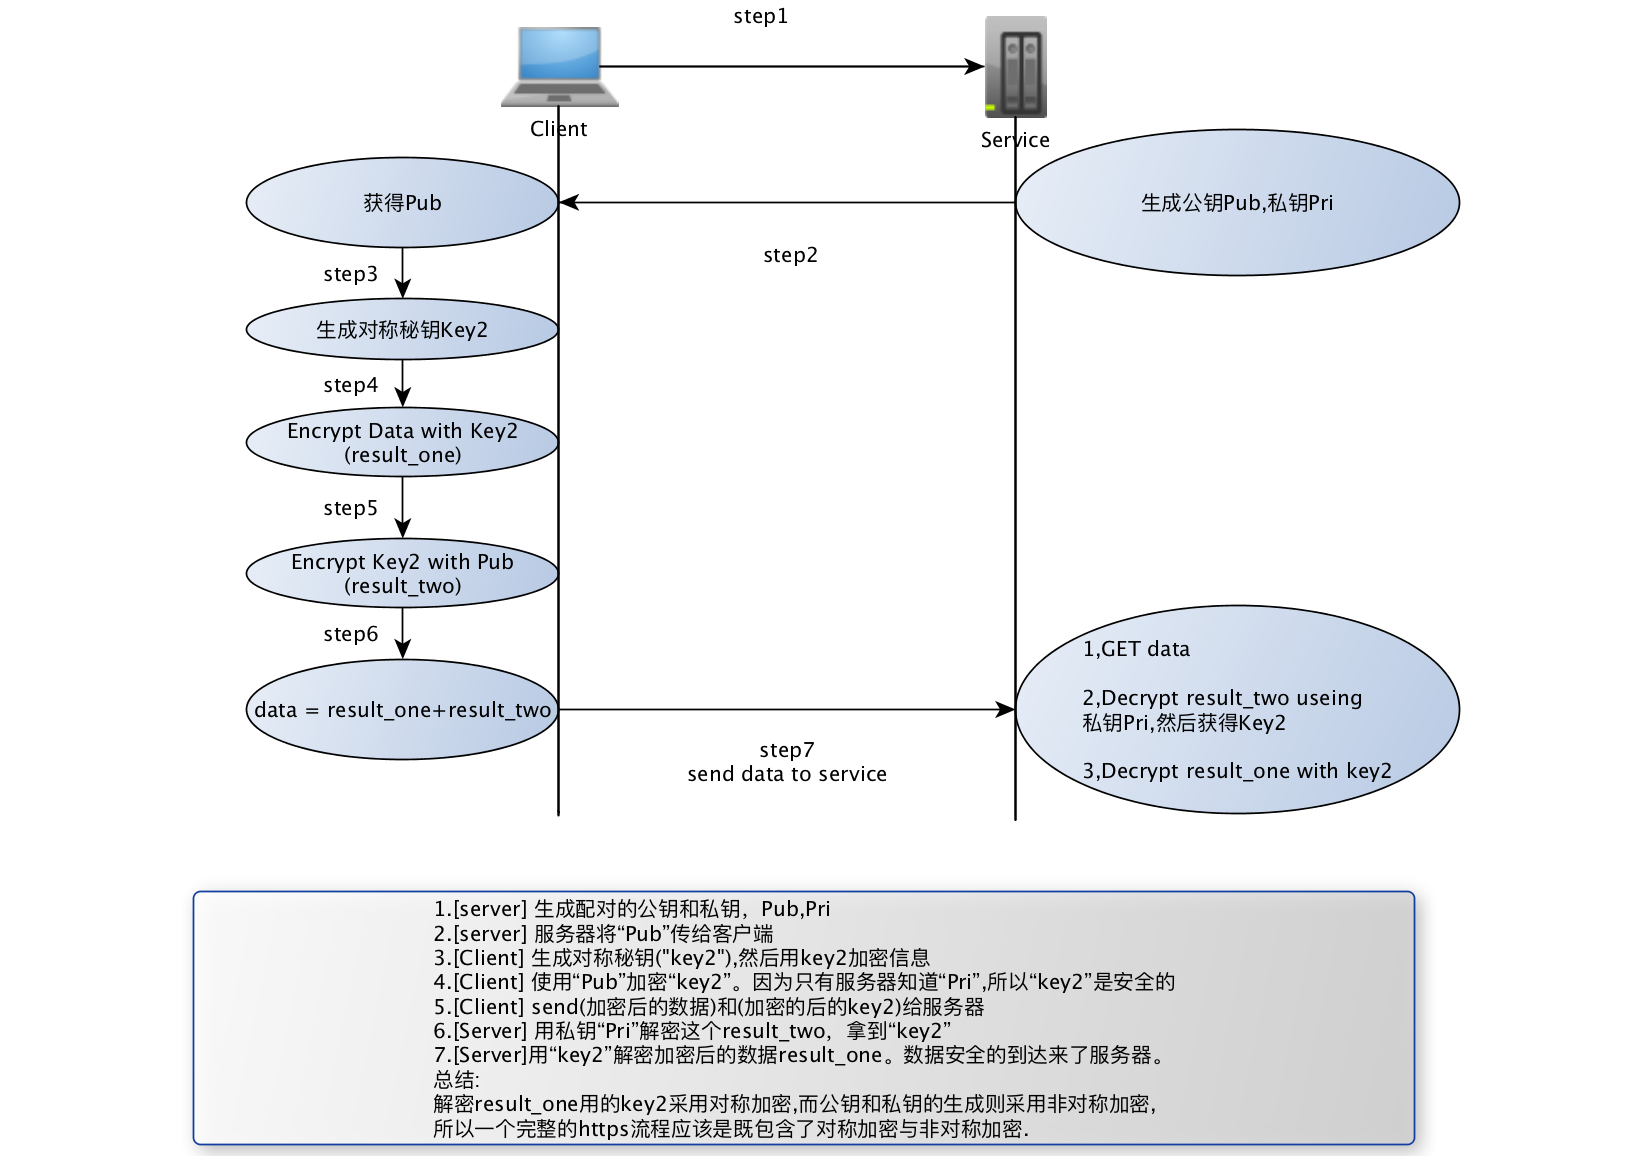 step1
Client
Service
获得Pub
生成公钥Pub,私钥Pri
step2
step3
生成对称秘钥Key2
step4
Encrypt Data with Key2
(result_one)
step5
Encrypt Key2 with Pub
(result_two)
step6
data = result_one+result_two
step7
send data to service
1,GET data
2,Decrypt result_two useing
私钥Pri,然后获得Key2
3,Decrypt result_one with key2
1.[server] 生成配对的公钥和私钥，Pub,Pri
2.[server] 服务器将“Pub”传给客户端
3.[Client] 生成对称秘钥("key2"),然后用key2加密信息
4.[Client] 使用“Pub”加密“key2”。因为只有服务器知道“Pri”,所以“key2”是安全的
5.[Client] send(加密后的数据)和(加密的后的key2)给服务器
6.[Server] 用私钥“Pri”解密这个result_two，拿到“key2”
7.[Server]用“key2”解密加密后的数据result_one。数据安全的到达来了服务器。
总结:
解密result_one用的key2采用对称加密,而公钥和私钥的生成则采用非对称加密,
所以一个完整的https流程应该是既包含了对称加密与非对称加密.